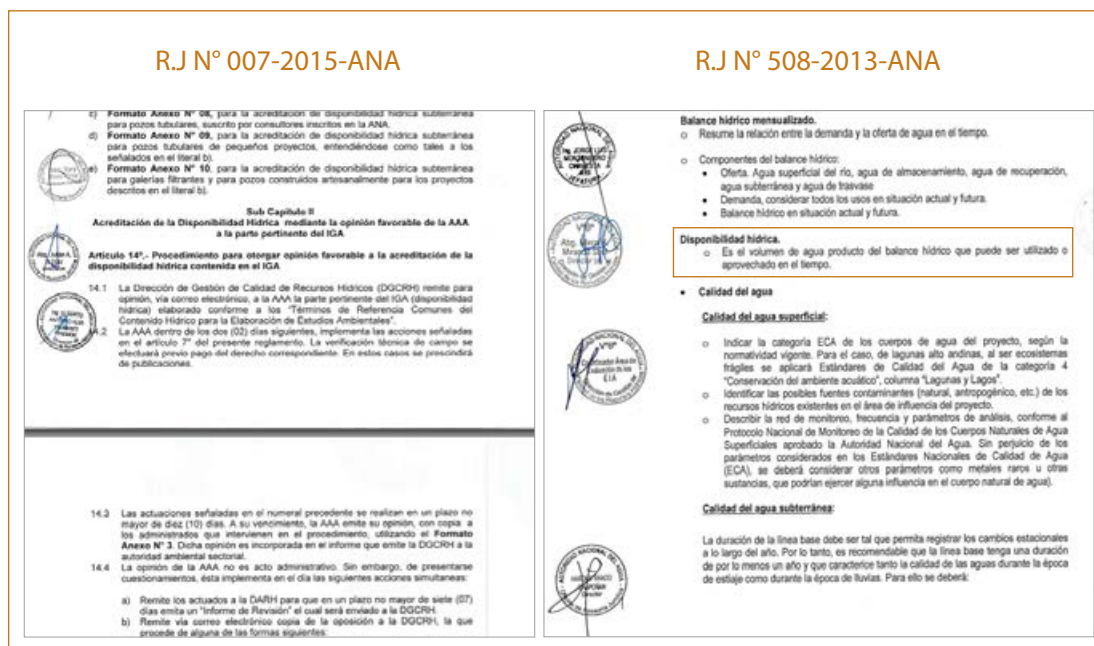 R.J N° 007-2015-ANA
c) Formato Anexo N° 08, para la acreditación de disponibilidad hídrica subterránea
para pozos tubulares, suscrito por consultores inscritos en la ANA.
d) Formato Anexo N° 09, para la acreditación de disponibilidad hídrica subterránea
para pozos tubulares de pequeños proyectos, entendiéndose como tales a los
señalados en el literal b).
e) Formato Anexo N° 10, para la acreditación de disponibilidad hídrica subterránea
para galerías filtrantes y para pozos construidos artesanalmente para los proyectos
descritos en el literal b).
Sub Capítulo II
Acreditación de la Disponibilidad Hídrica mediante la opinión favorable de la AAA
a la parte pertinente del IGA
Artículo 14°.- Procedimiento para otorgar opinión favorable a la acreditación de la
disponibilidad hídrica contenida en el IGA
14.1 La Dirección de Gestión de Calidad de Recursos Hídricos (DGCRH) remite para
opinión, vía correo electrónico, a la AAA la parte pertinente del IGA (disponibilidad
hídrica) elaborado conforme a los "Términos de Referencia Comunes del
Contenido Hídrico para la Elaboración de Estudios Ambientales".
14.2 La AAA dentro de los dos (02) días siguientes, implementa las acciones señaladas
en el artículo 7° del presente reglamento. La verificación técnica de campo se
efectuará previo pago del derecho correspondiente. En estos casos se prescindirá
de publicaciones.
14.3 Las actuaciones señaladas en el numeral precedente se realizan en un plazo no
mayor de diez (10) días. A su vencimiento, la AAA emite su opinión, con copia a
los administrados que intervienen en el procedimiento, utilizando el Formato
Anexo N° 3. Dicha opinión es incorporada en el informe que emite la DGCRH a la
autoridad ambiental sectorial.
14.4 La opinión de la AAA no es acto administrativo. Sin embargo, de presentarse
cuestionamientos, ésta implementa en el día las siguientes acciones simultaneas:
a) Remite los actuados a la DARH para que en un plazo no mayor de siete (07)
días emita un "Informe de Revisión" el cual será enviado a la DGCRH.
b) Remite vía correo electrónico copia de la oposición a la DGCRH, la que
procede de alguna de las formas siguientes:
R.J N° 508-2013-ANA
Balance hídrico mensualizado.
o Resume la relación entre la demanda y la oferta de agua en el tiempo.
o Componentes del balance hídrico:
• Oferta. Agua superficial del río, agua de almacenamiento, agua de recuperación,
agua subterránea y agua de trasvase
• Demanda, considerar todos los usos en situación actual y futura.
• Balance hídrico en situación actual y futura.
Disponibilidad hídrica.
o Es el volumen de agua producto del balance hídrico que puede ser utilizado o
aprovechado en el tiempo.
• Calidad del agua
Calidad del agua superficial:
o Indicar la categoría ECA de los cuerpos de agua del proyecto, según la
normatividad vigente. Para el caso, de lagunas alto andinas, al ser ecosistemas
frágiles se aplicará Estándares de Calidad del Agua de la categoría 4
"Conservación del ambiente acuático", columna "Lagunas y Lagos".
o Identificar las posibles fuentes contaminantes (natural, antropogénico, etc.) de los
recursos hídricos existentes en el área de influencia del proyecto.
o Describir la red de monitoreo, frecuencia y parámetros de análisis, conforme al
Protocolo Nacional de Monitoreo de la Calidad de los Cuerpos Naturales de Agua
Superficiales aprobado la Autoridad Nacional del Agua. Sin perjuicio de los
parámetros considerados en los Estándares Nacionales de Calidad de Agua
(ECA), se deberá considerar otros parámetros como metales raros u otras
sustancias, que podrían ejercer alguna influencia en el cuerpo natural de agua).
Calidad del agua subterránea:
La duración de la línea base debe ser tal que permita registrar los cambios estacionales
a lo largo del año. Por lo tanto, es recomendable que la línea base tenga una duración
de por lo menos un año y que caracterice tanto la calidad de las aguas durante la época
de estiaje como durante la época de lluvias. Para ello se deberá: